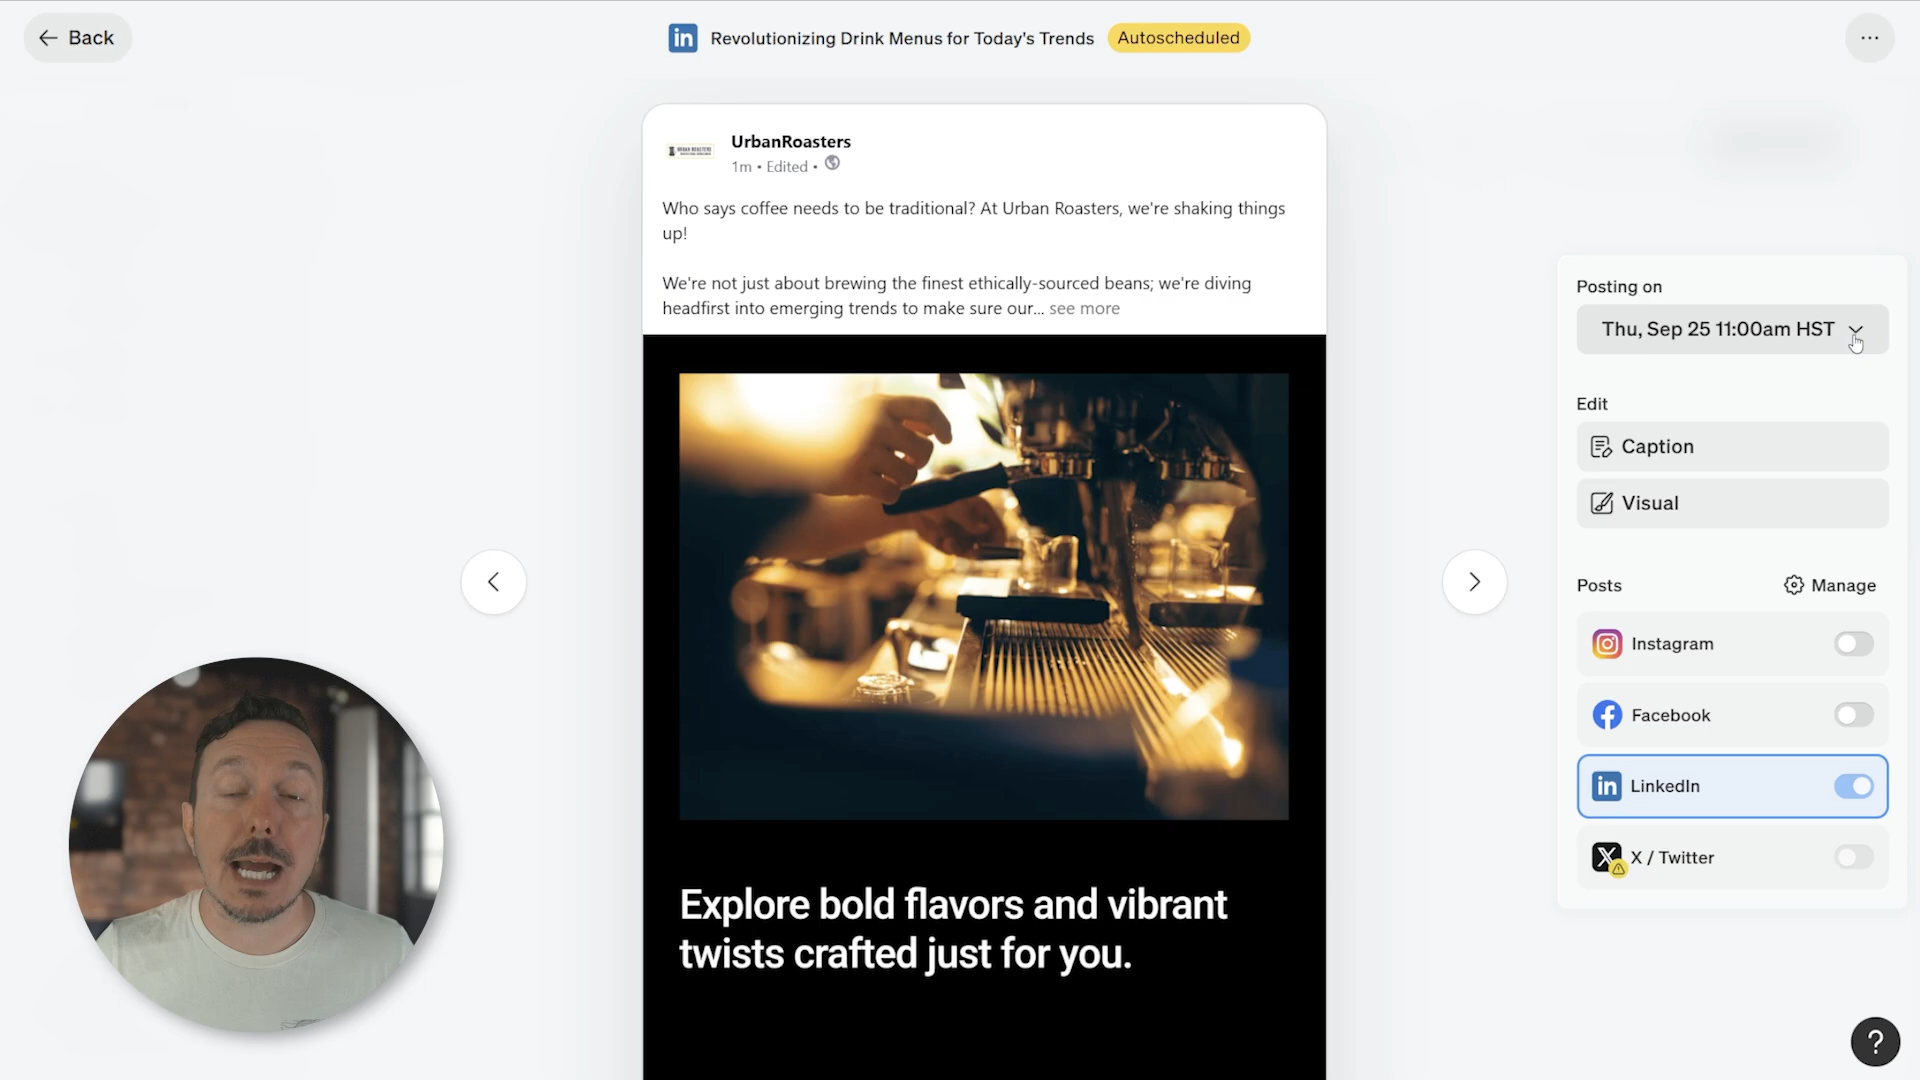 Back
Revolutionizing Drink Menus for Today's Trends
Autoscheduled
UrbanRoasters
URBAN ROASTERS
1m • Edited •
Who says coffee needs to be traditional? At Urban Roasters, we're shaking things
up!
We're not just about brewing the finest ethically-sourced beans; we're diving
headfirst into emerging trends to make sure our... see more
Explore bold flavors and vibrant
twists crafted just for you.
Posting on
Thu, Sep 25 11:00am HST
Edit
Caption
Visual
Posts
Manage
Instagram
Facebook
in LinkedIn
X / Twitter
?